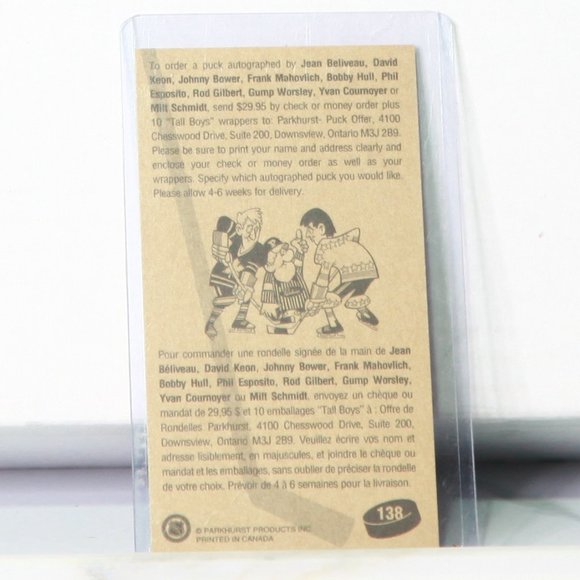 To order a puck autographed by Jean Beliveau, David
Keon, Johnny Bower, Frank Mahovlich, Bobby Hull, Phil
Esposito, Rod Gilbert, Gump Worsley, Yvan Cournoyer or
Milt Schmidt, send $29.95 by check or money order plus
10 "Tall Boys" wrappers to: Parkhurst- Puck Offer, 4100
Chesswood Drive, Suite 200, Downsview, Ontario M3J 2B9.
Please be sure to print your name and address clearly and
enclose your check or money order as well as your
wrappers. Specify which autographed puck you would like.
Please allow 4-6 weeks for delivery.
Pour commander une rondelle signée de la main de Jean
Béliveau, David Keon, Johnny Bower, Frank Mahovlich,
Bobby Hull, Phil Esposito, Rod Gilbert, Gump Worsley,
Yvan Cournoyer ou Milt Schmidt, envoyez un chèque ou
mandat de 29,95 $ et 10 emballages "Tall Boys" à : Offre de
Rondelles Parkhurst, 4100 Chesswood Drive, Suite 200,
Downsview, Ontario M3J 2B9. Veuillez écrire vos nom et
adresse lisiblement, en majuscules, et joindre le chèque ou
mandat et les emballages, sans oublier de préciser la rondelle
de votre choix. Prévoir de 4 à 6 semaines pour la livraison.
© PARKHURST PRODUCTS INC
PRINTED IN CANADA
138